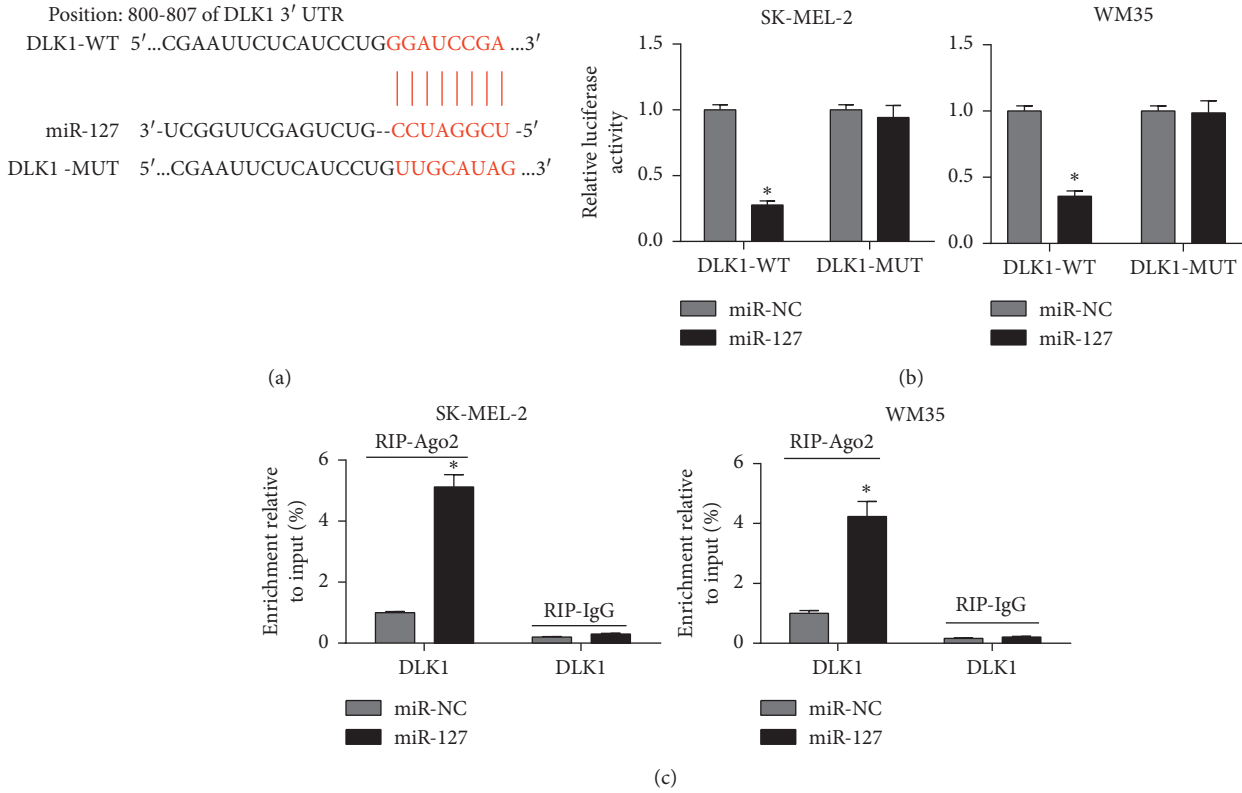 Position: 800-807 of DLK1 3′ UTR
DLK1-WT 5′...CGAAUUCUCAUCCUGGGAUCCGA ...3′
miR-127 3′-UCGGUUCGAGUCUG--CCUAGGCU -5′
DLK1 -MUT 5′...CGAAUUCUCAUCCUGUUGCAUAG ...3′
(a)
SK-MEL-2
Relative luciferase
activity
1.5
1.0
0.5
0.0
*
DLK1-WT DLK1-MUT
miR-NC
miR-127
WM35
1.5
1.0
0.5
0.0
*
DLK1-WT DLK1-MUT
miR-NC
miR-127
(b)
SK-MEL-2
RIP-Ago2
Enrichment relative
to input (%)
6
4
2
0
*
RIP-IgG
DLK1 DLK1
miR-NC
miR-127
WM35
RIP-Ago2
Enrichment relative
to input (%)
6
4
2
0
*
RIP-IgG
DLK1 DLK1
miR-NC
miR-127
(c)